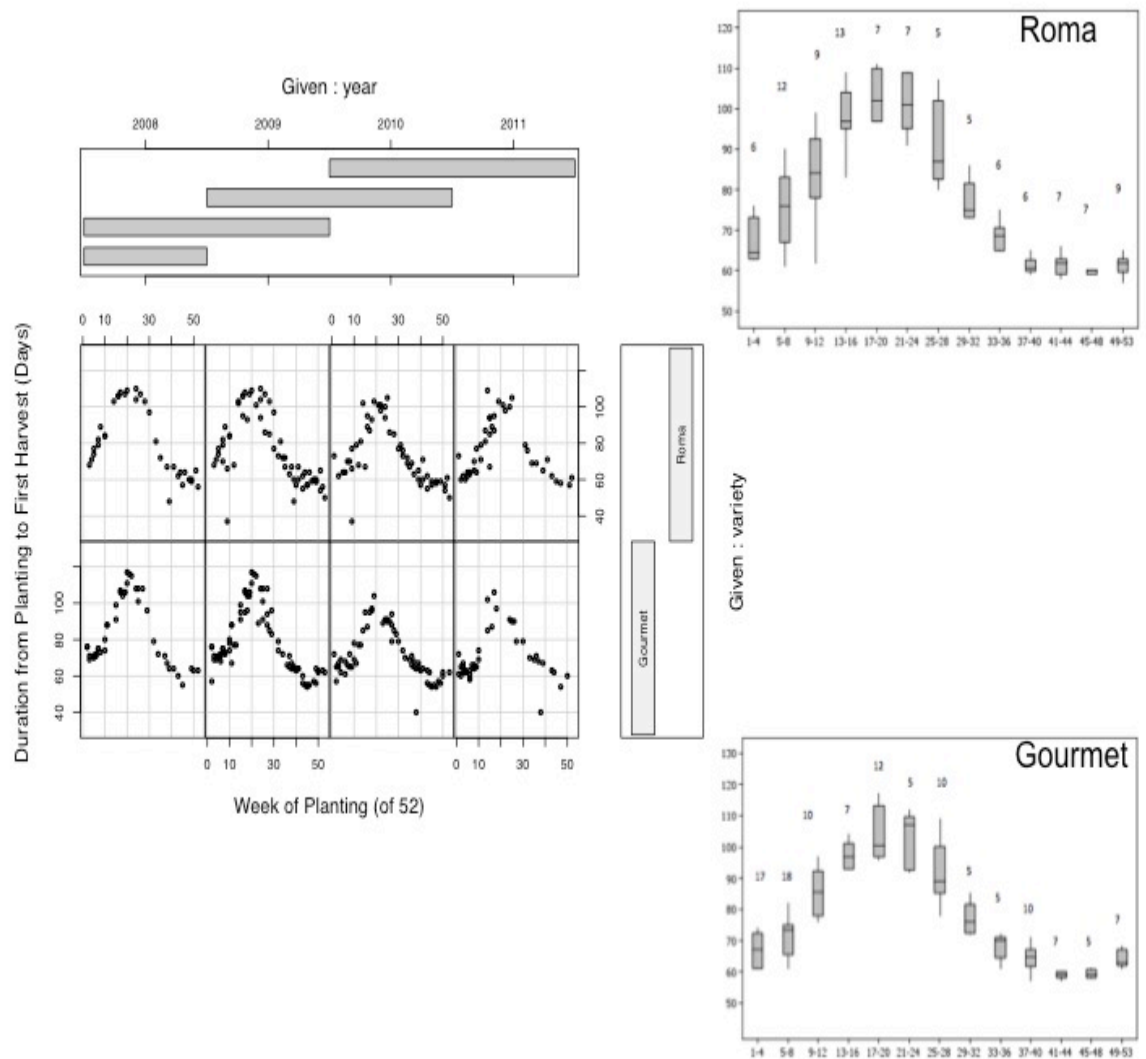 Given : year
2008 2009 2010 2011
0 10 30 50 0 10 30 50
Duration from Planting to First Harvest (Days)
40 60 80 100
40 60 80 100
0 10 30 50 0 10 30 50
Week of Planting (of 52)
Roma
Gourmet
Given : variety
Roma
120
110
100
90
80
70
60
50
6 12 9 13 7 7 5 5 6 7 7 7 9
1-4 5-8 9-12 13-16 17-20 21-24 25-28 29-32 33-36 37-40 41-44 45-48 49-53
Gourmet
130
120
110
100
90
80
70
60
50
17 18 10 7 12 5 10 5 5 10 7 5 7
1-4 5-8 9-12 13-16 17-20 21-24 25-28 29-32 33-36 37-40 41-44 45-48 49-53